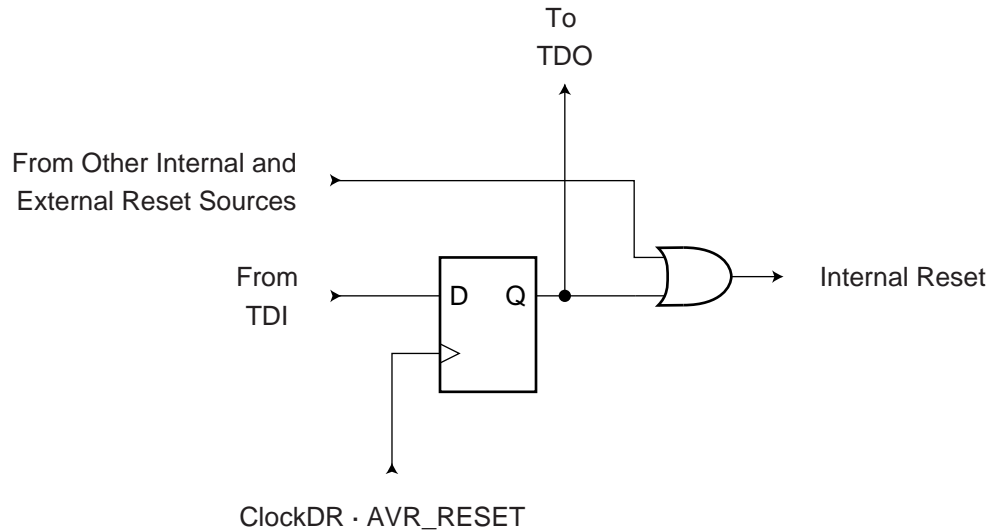 To
TDO
From Other Internal and
External Reset Sources
From
TDI
D
Q
Internal Reset
ClockDR · AVR_RESET